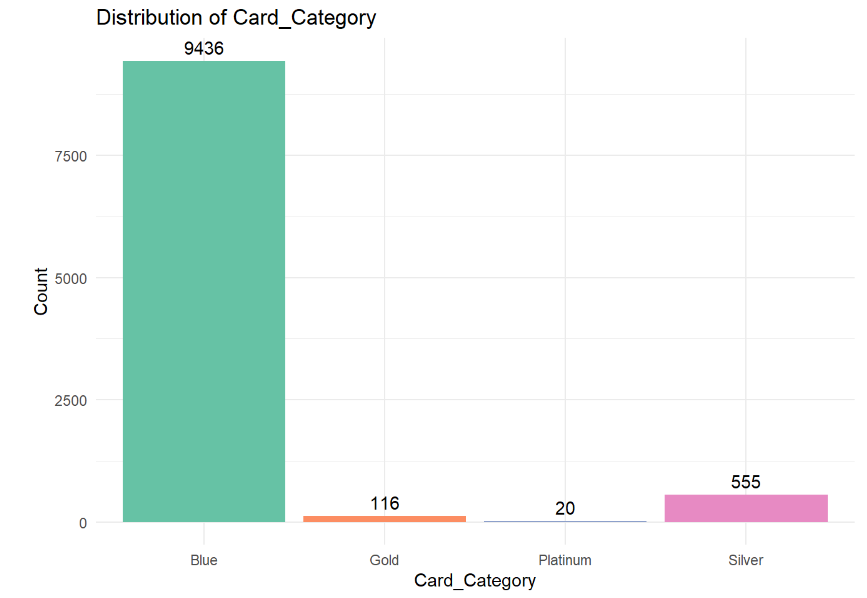 Distribution of Card_Category
9436
7500
5000
2500
0
Count
116
20
555
Blue
Gold
Platinum
Silver
Card_Category